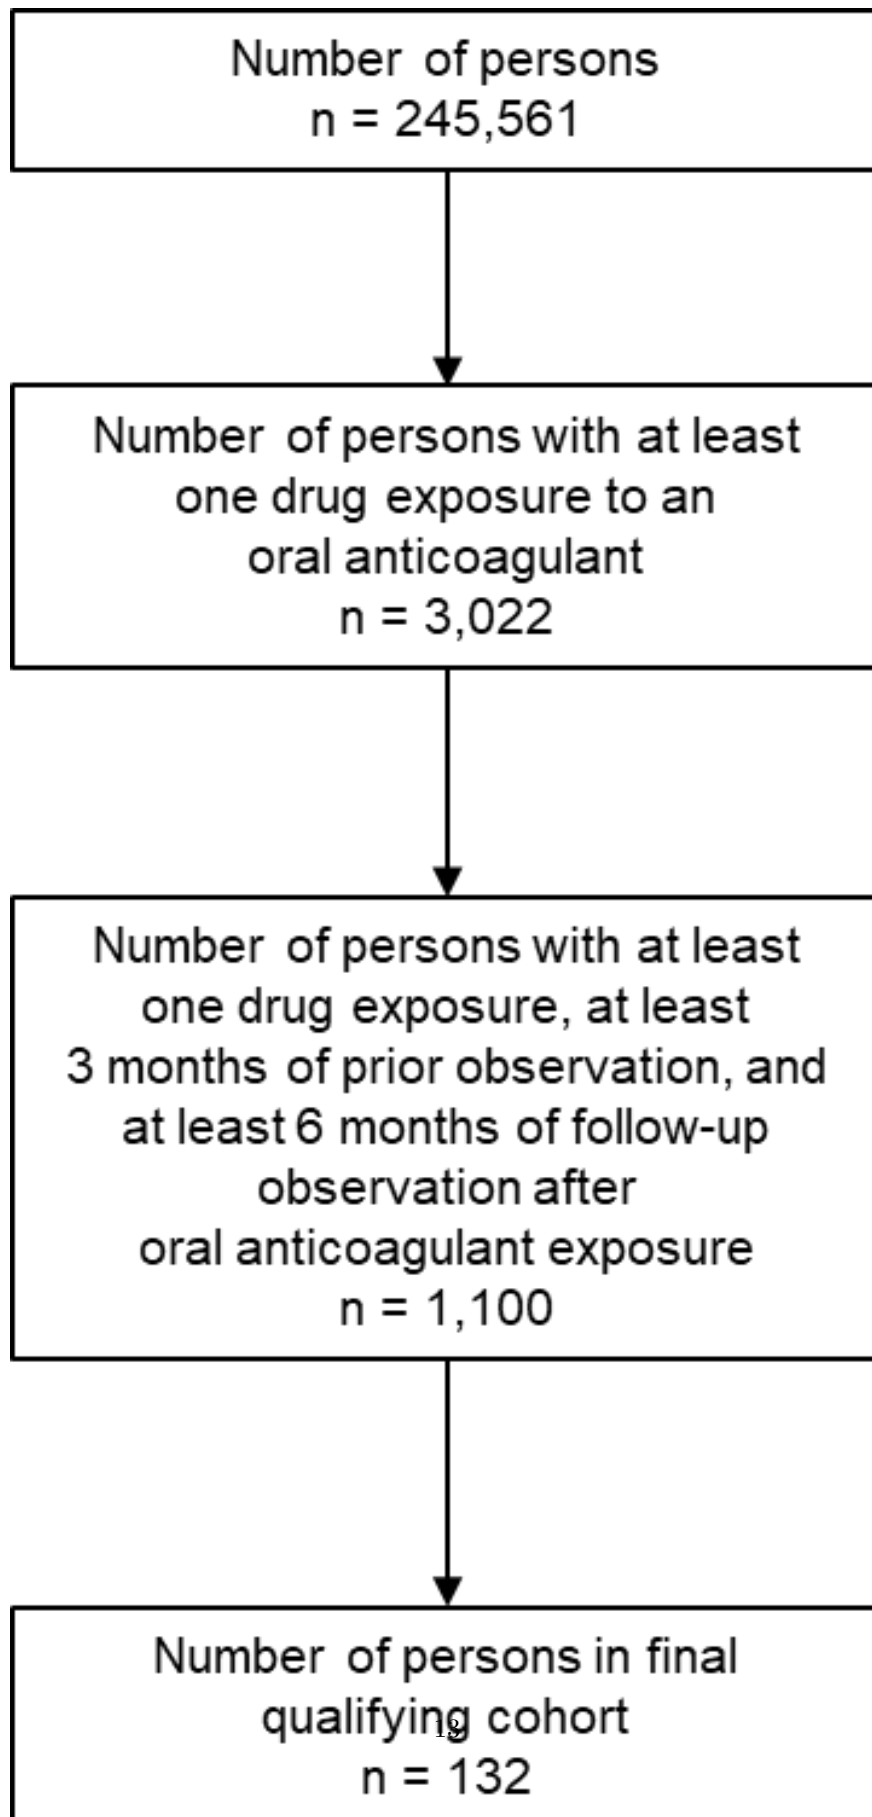 Number of persons
n = 245,561
Number of persons with at least
one drug exposure to an
oral anticoagulant
n = 3,022
Number of persons with at least
one drug exposure, at least
3 months of prior observation, and
at least 6 months of follow-up
observation after
oral anticoagulant exposure
n = 1,100
Number of persons in final
qualifying cohort
13
n = 132